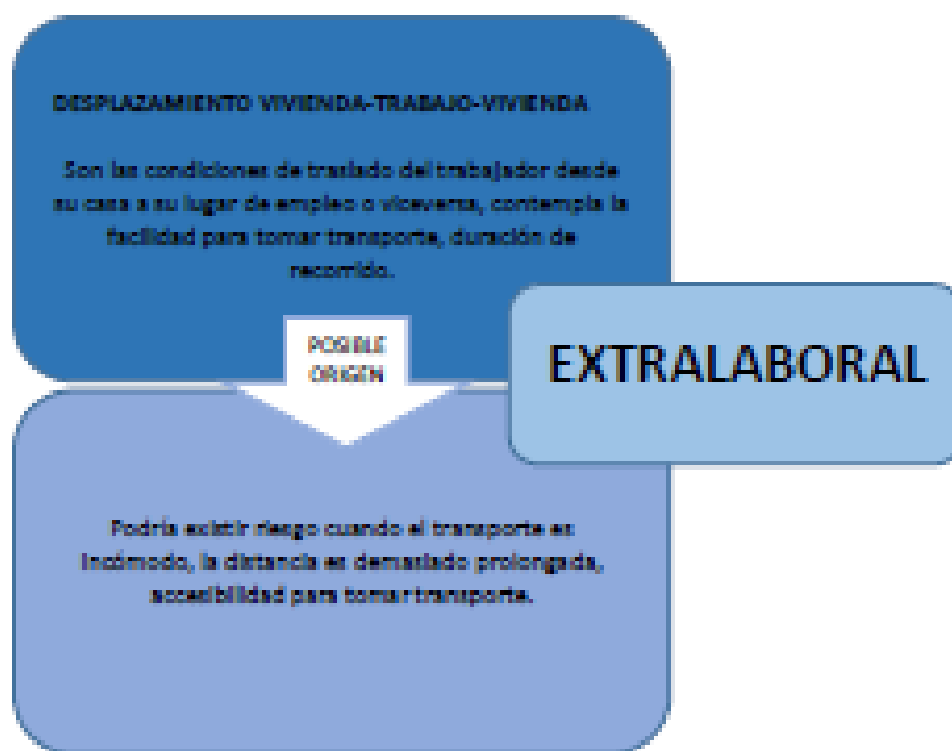 DESPLAZAMIENTO VIVIENDA-TRABAJO-VIVIENDA
Son las condiciones de traslado del trabajador desde
su casa a su lugar de empleo o viceversa, contempla la
facilidad para tomar transporte, duración de
recorrido.
POSIBLE
ORIGEN
EXTRALABORAL
Podría existir riesgo cuando el transporte es
incómodo, la distancia es demasiado prolongada,
accesibilidad para tomar transporte.